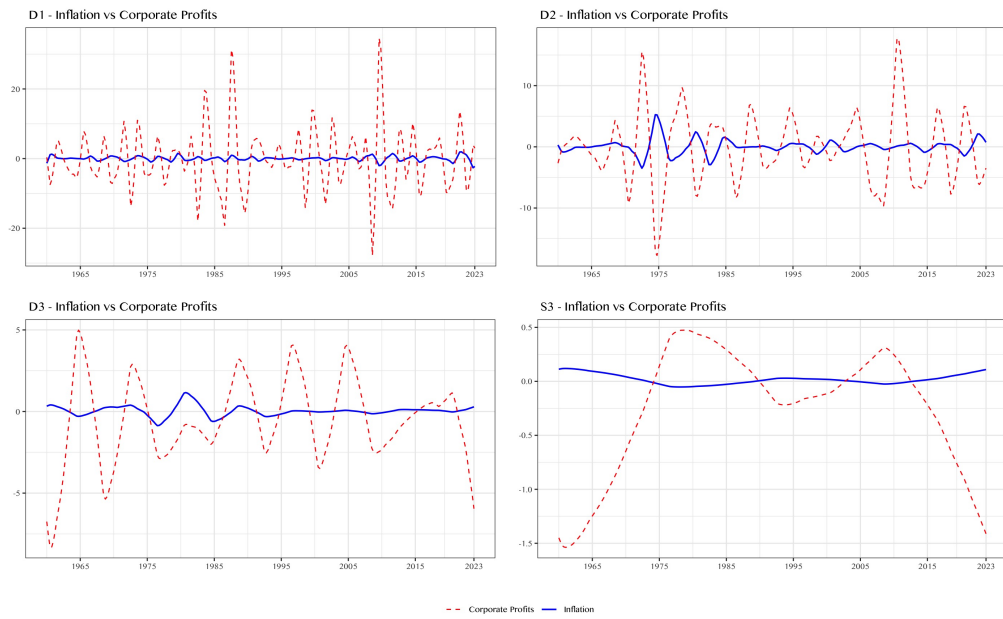 D1 - Inflation vs Corporate Profits
20
0
-20
1965 1975 1985 1995 2005 2015 2023
D2 - Inflation vs Corporate Profits
10
0
-10
1965 1975 1985 1995 2005 2015 2023
D3 - Inflation vs Corporate Profits
5
0
-5
1965 1975 1985 1995 2005 2015 2023
S3 - Inflation vs Corporate Profits
0.5
0.0
-0.5
-1.0
-1.5
1965 1975 1985 1995 2005 2015 2023
Corporate Profits Inflation